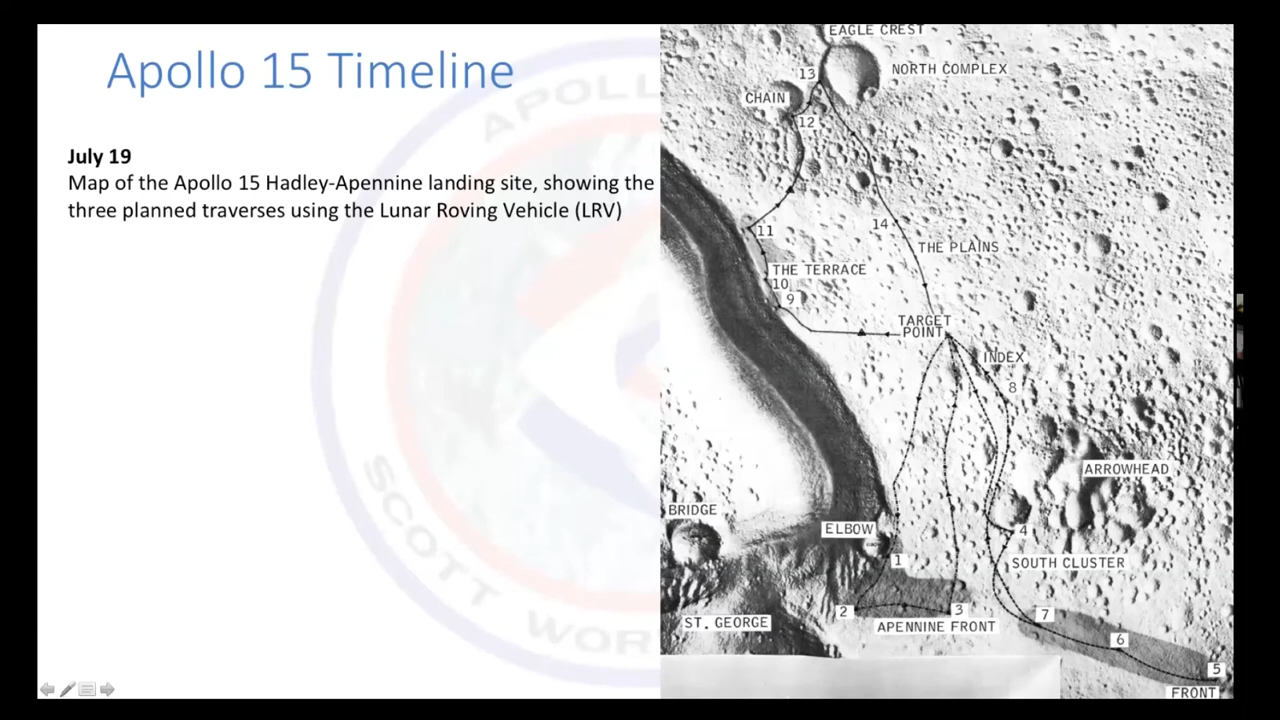 Apollo 15 Timeline
July 19
Map of the Apollo 15 Hadley-Apennine landing site, showing the
three planned traverses using the Lunar Roving Vehicle (LRV)
APOLL
SCOTT WOR
EAGLE CREST
13
NORTH COMPLEX
CHAIN
12
11
14
THE PLAINS
THE TERRACE
10
9
TARGET
POINT
INDEX
8
ARROWHEAD
BRIDGE
ELBOW
4
1
SOUTH CLUSTER
2
3
7
ST. GEORGE
APENNINE FRONT
6
5
FRONT